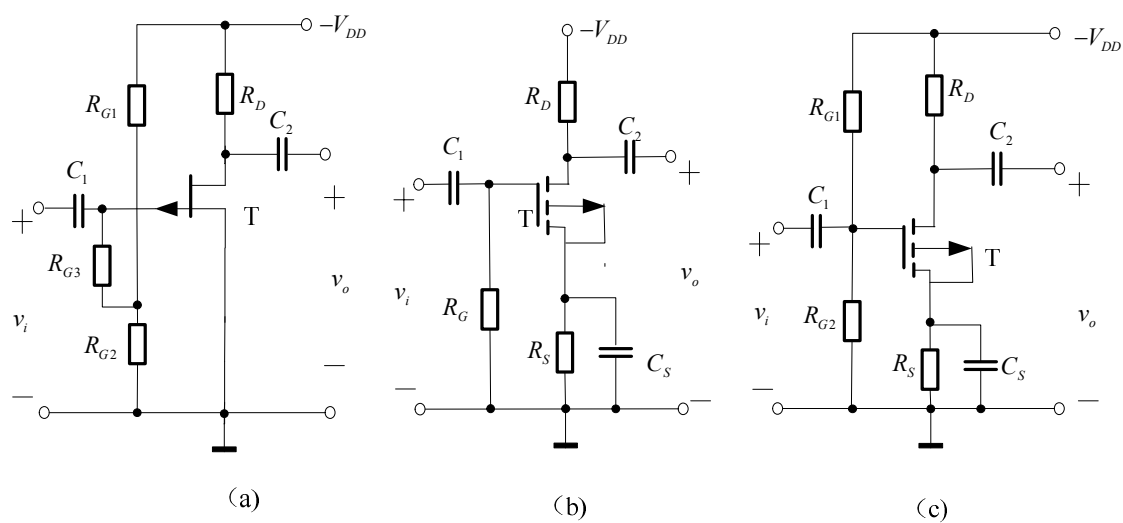 −V_DD
R_G1
R_D
C_2
C_1
T
R_G3
R_G2
+
+
v_i
v_o
—
—
(a)
−V_DD
R_D
C_2
C_1
T
+
+
R_G
v_i
v_o
R_S
C_S
—
—
(b)
−V_DD
R_G1
R_D
C_2
C_1
T
+
+
R_G2
v_i
v_o
R_S
C_S
—
—
(c)